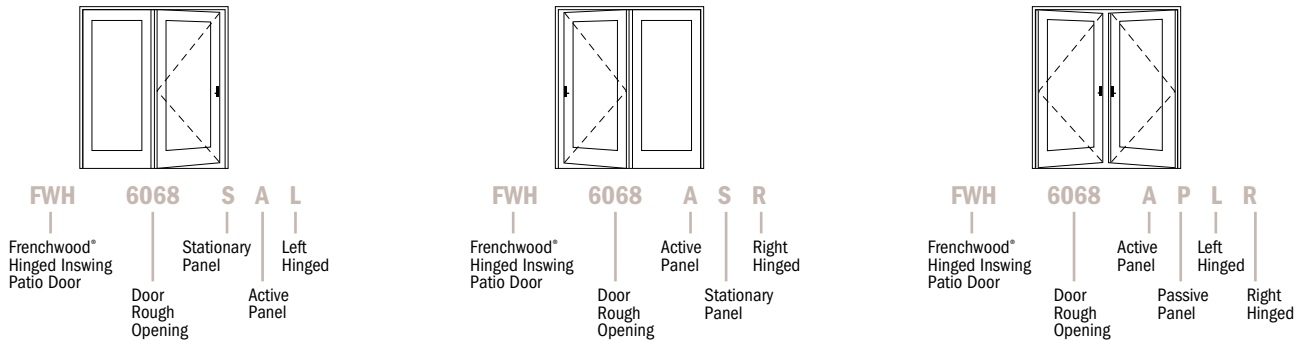 FWH 6068 S A L
Frenchwood®
Hinged Inswing
Patio Door
Door
Rough
Opening
Stationary
Panel
Active
Panel
Left
Hinged
FWH 6068 A S R
Frenchwood®
Hinged Inswing
Patio Door
Door
Rough
Opening
Active
Panel
Stationary
Panel
Right
Hinged
FWH 6068 A P L R
Frenchwood®
Hinged Inswing
Patio Door
Door
Rough
Opening
Active
Panel
Passive
Panel
Left
Hinged
Right
Hinged